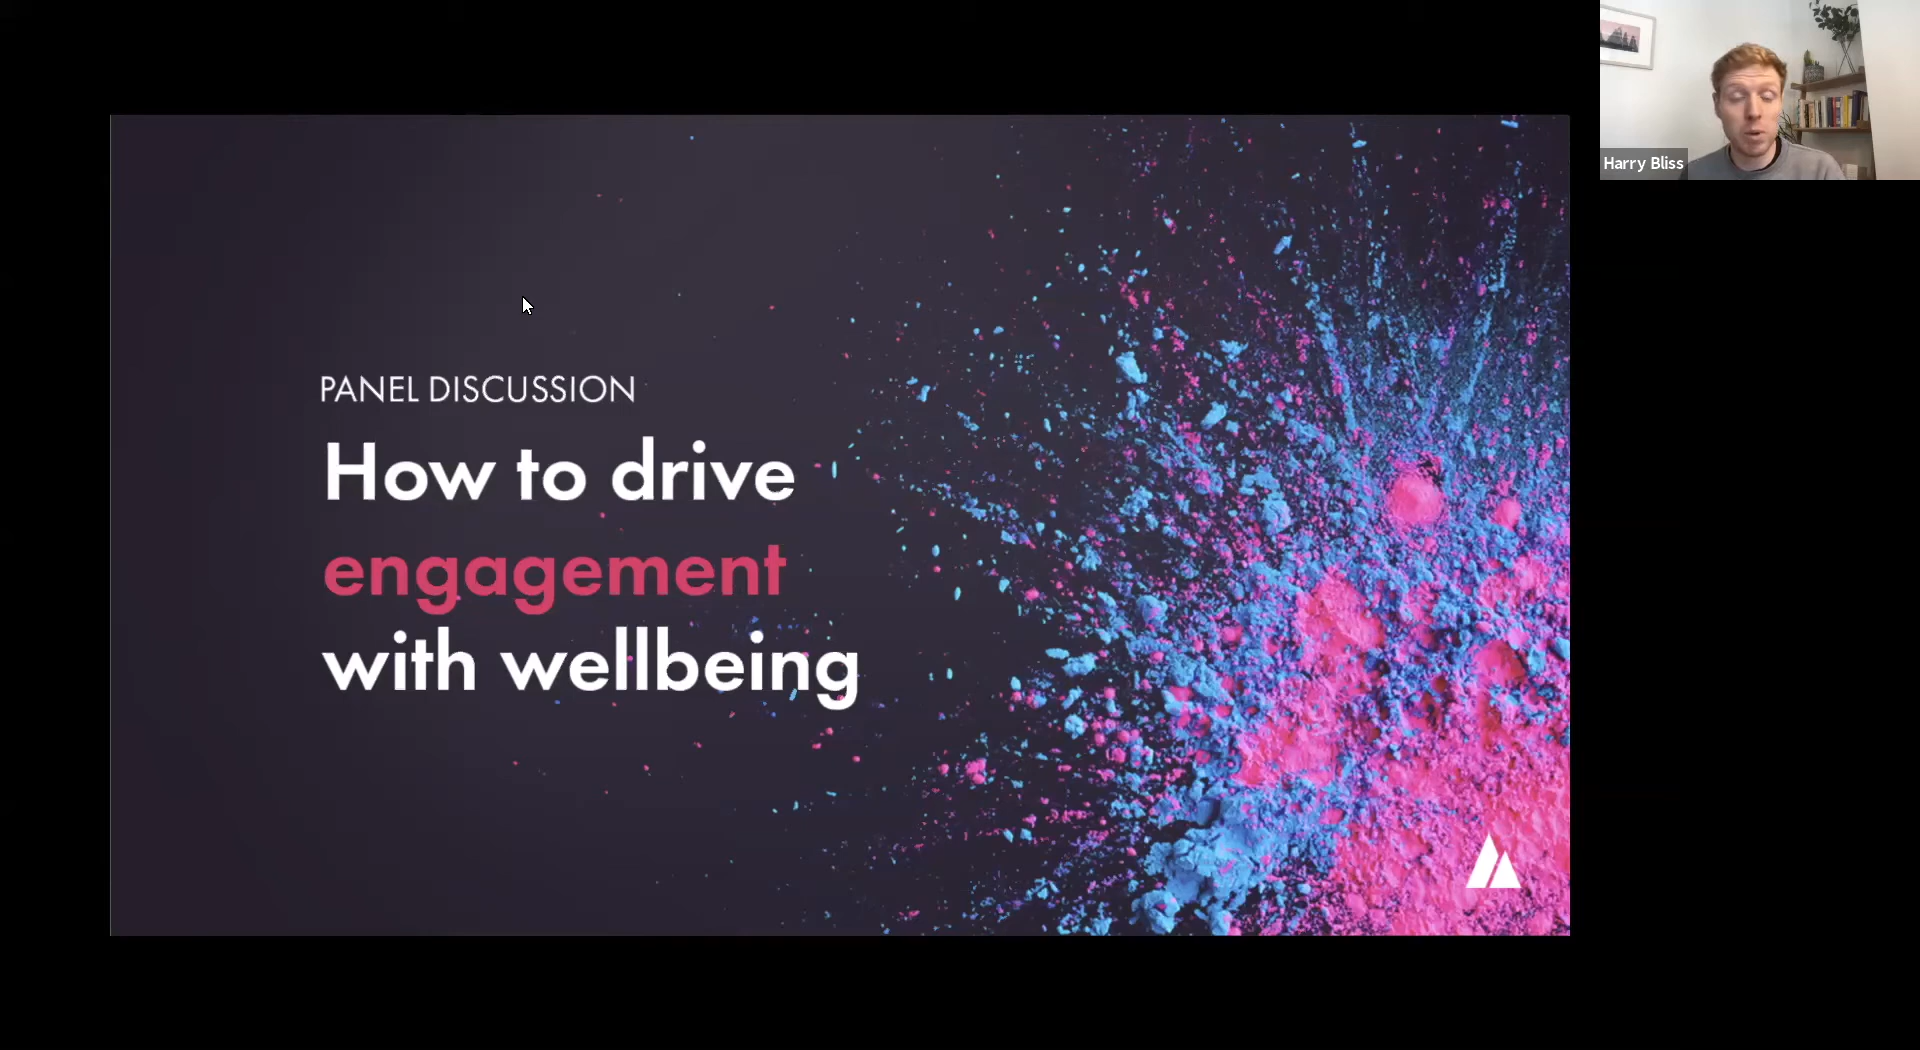 PANEL DISCUSSION
How to drive
engagement
with wellbeing
Harry Bliss